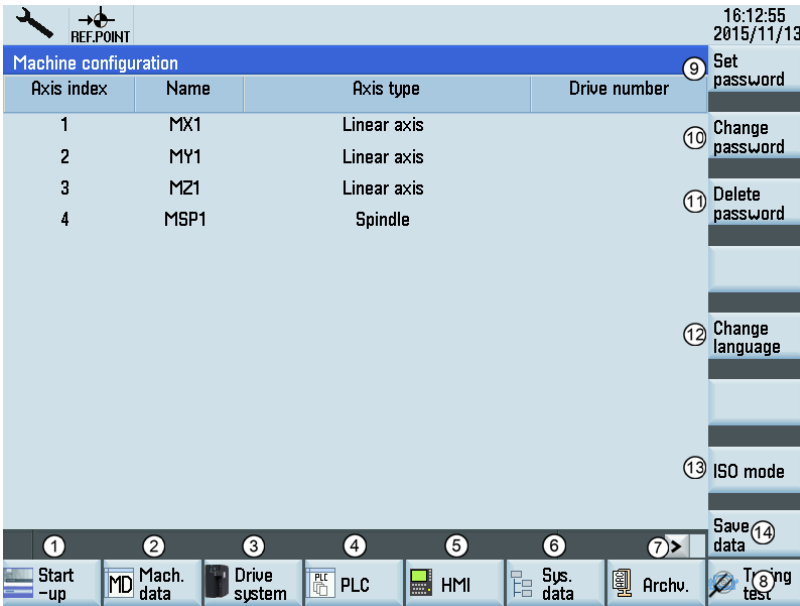 16:12:55
2015/11/13
REF.POINT
Machine configuration
Axis index Name Axis type Drive number
1 MX1 Linear axis
2 MY1 Linear axis
3 MZ1 Linear axis
4 MSP1 Spindle
9 Set
password
10 Change
password
11 Delete
password
12 Change
language
13 ISO mode
Save 14
data
1 2 3 4 5 6 7 >
Start
-up
MD Mach.
data
Drive
system
PLC PLC
HMI
Sys.
data
Archv.
8
test